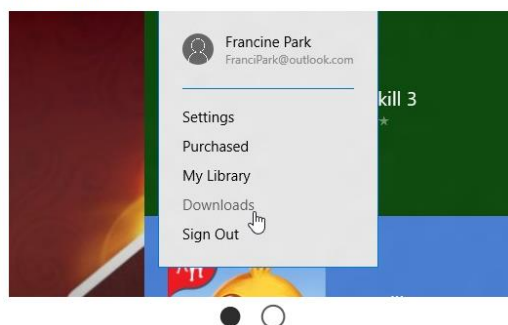 Francine Park
FranciPark@outlook.com
kill 3
Settings
Purchased
My Library
Downloads
Sign Out